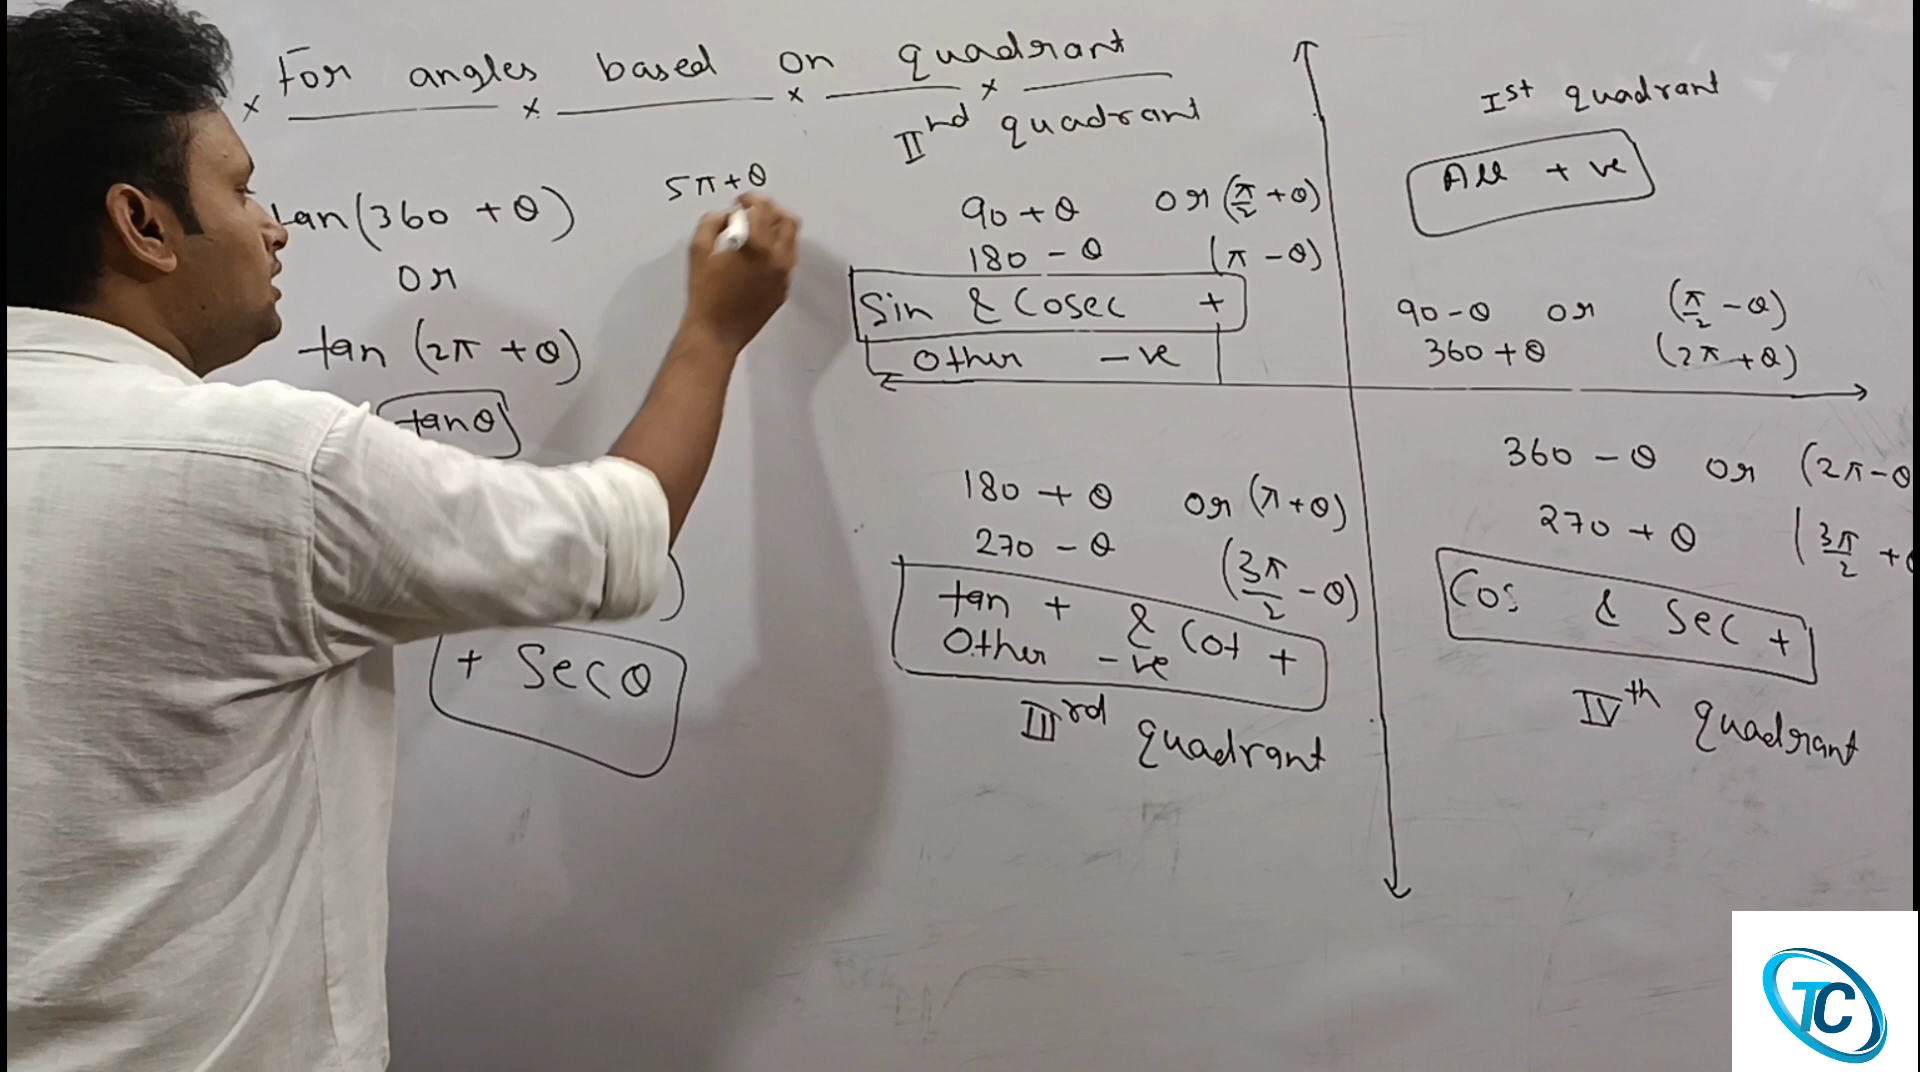 For angles based on quadrant
tan(360 + θ)
or
tan (2π + θ)
tanθ
)
+ Secθ
5π+θ
IInd quadrant
90+θ or (π/2 +θ)
180 - θ (π - θ)
Sin & Cosec +
Other -ve
Ist quadrant
All + ve
90-θ or (π/2 - θ)
360+θ (2π +θ)
180 + θ or (π+θ)
270 - θ (3π/2 - θ)
tan + & Cot +
Other -ve
IIIrd quadrant
360 - θ or (2π-θ
270 + θ (3π/2 +θ
Cos & Sec +
IVth quadrant
TC